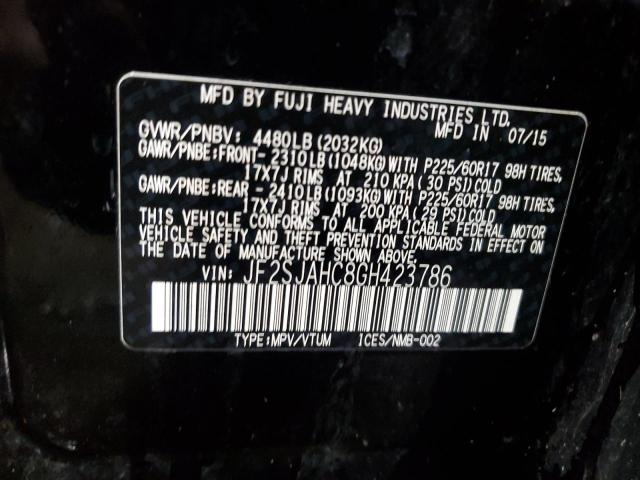 MFD BY FUJI HEAVY INDUSTRIES LTD.
MFD IN 07/15
GVWR/PNBV: 4480LB (2032KG)
GAWR/PNBE:FRONT- 2310LB (1048KG) WITH P225/60R17 98H TIRES,
17X7J RIMS AT 210 KPA (30 PSI) COLD
GAWR/PNBE:REAR - 2410LB (1093KG) WITH P225/60R17 98H TIRES,
17X7J RIMS AT 200 KPA (29 PSI) COLD
THIS VEHICLE CONFORMS TO ALL APPLICABLE FEDERAL MOTOR
VEHICLE SAFETY AND THEFT PREVENTION STANDARDS IN EFFECT ON
THE DATE OF MANUFACTURE SHOWN ABOVE.
VIN: JF2SJAHC8GH423786
TYPE:MPV/VTUM ICES/NMB-002